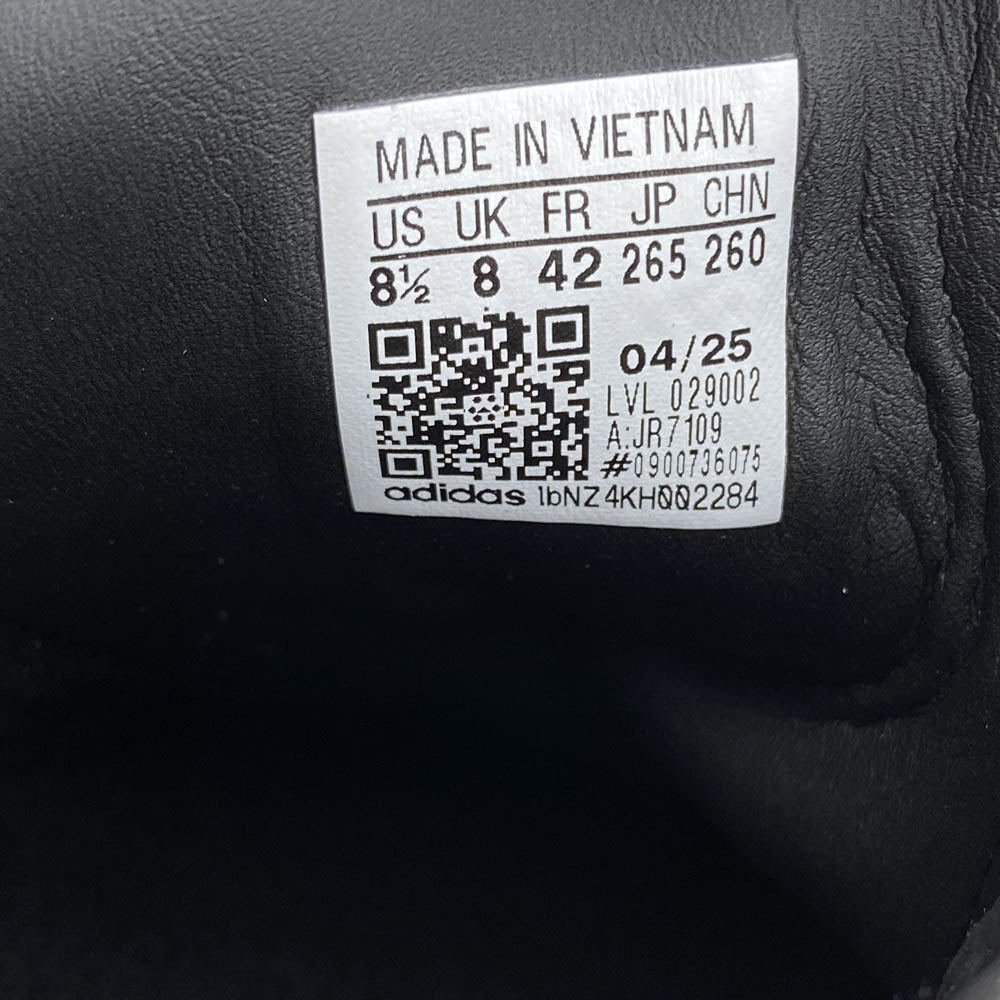 MADE IN VIETNAM
US UK FR JP CHN
8½ 8 42 265 260
04/25
LVL 029002
A:JR7109
#0900736075
adidas 1bNZ4KH002284